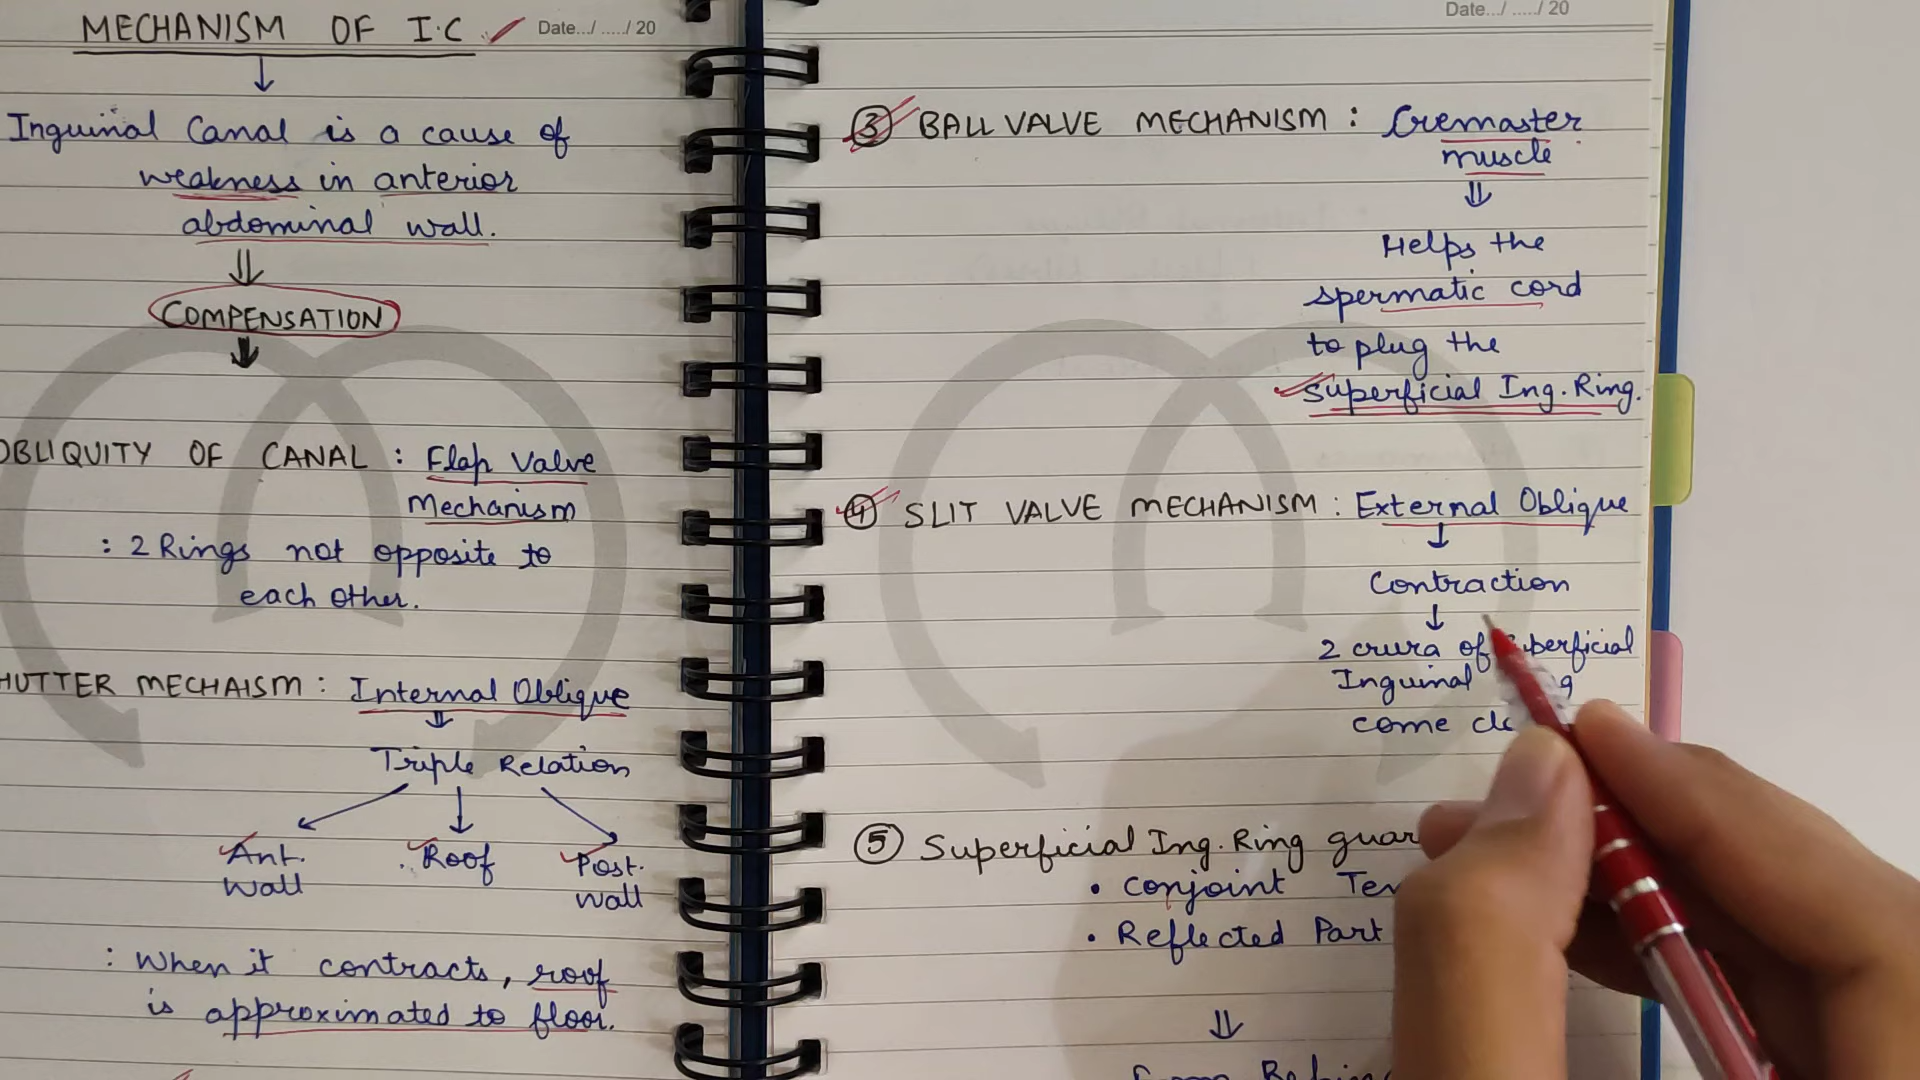 MECHANISM OF I.C
Date.../ ...../ 20
Inguinal Canal is a cause of
weakness in anterior
abdominal wall.
COMPENSATION
OBLIQUITY OF CANAL : Flap Valve
Mechanism
: 2 Rings not opposite to
each other.
HUTTER MECHAISM : Internal Oblique
Triple Relation
Ant. Roof Post.
wall wall
: When it contracts, roof
is approximated to floor.
Date.../ ...../ 20
③ BALL VALVE MECHANISM : Cremaster
muscle
Helps the
spermatic cord
to plug the
Superficial Ing. Ring.
④ SLIT VALVE MECHANISM : External Oblique
Contraction
2 crura of
Inguinal
come
⑤ Superficial Ing. Ring
• Conjoint
• Reflected Part